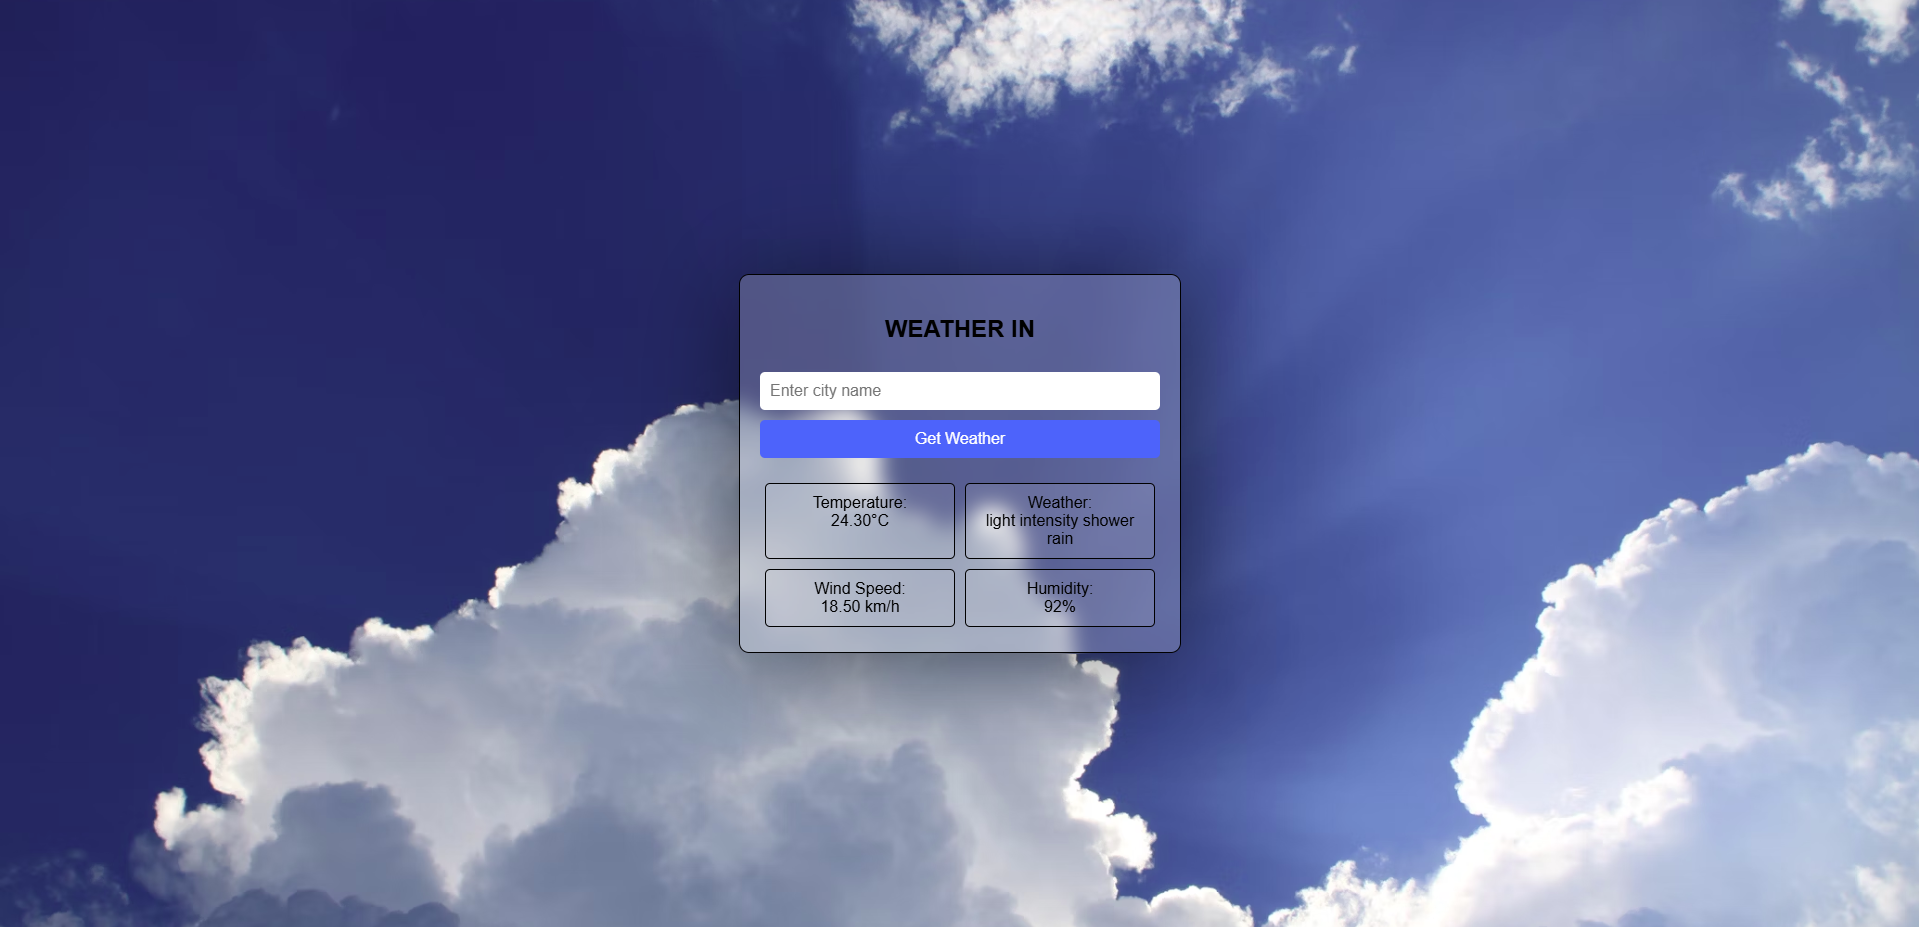 WEATHER IN
Enter city name
Get Weather
Temperature:
24.30°C
Weather:
light intensity shower
rain
Wind Speed:
18.50 km/h
Humidity:
92%